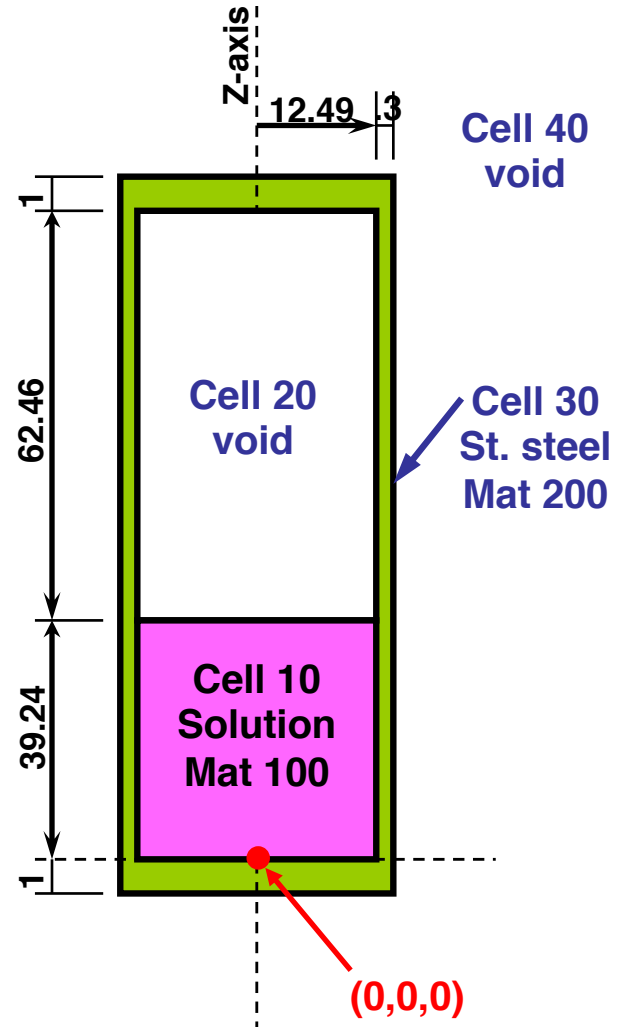 Z-axis
12.49
.3
Cell 40
void
1
62.46
Cell 20
void
Cell 30
St. steel
Mat 200
39.24
Cell 10
Solution
Mat 100
1
(0,0,0)